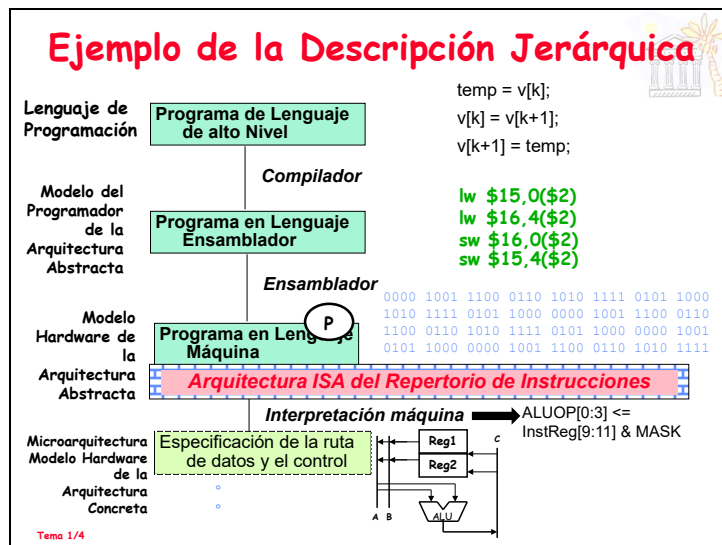 Ejemplo de la Descripción Jerárquica
Lenguaje de
Programación
Programa de Lenguaje
de alto Nivel
temp = v[k];
v[k] = v[k+1];
v[k+1] = temp;
Compilador
Modelo del
Programador
de la
Arquitectura
Abstracta
Programa en Lenguaje
Ensamblador
lw $15,0($2)
lw $16,4($2)
sw $16,0($2)
sw $15,4($2)
Ensamblador
Modelo
Hardware de
la
Arquitectura
Abstracta
P
Programa en Lenguaje
Máquina
0000 1001 1100 0110 1010 1111 0101 1000
1010 1111 0101 1000 0000 1001 1100 0110
1100 0110 1010 1111 0101 1000 0000 1001
0101 1000 0000 1001 1100 0110 1010 1111
Arquitectura ISA del Repertorio de Instrucciones
Interpretación máquina
ALUOP[0:3] <=
InstReg[9:11] & MASK
Microarquitectura
Modelo Hardware
de la
Arquitectura
Concreta
Especificación de la ruta
de datos y el control
Reg1
Reg2
C
A B
ALU
Tema 1/4